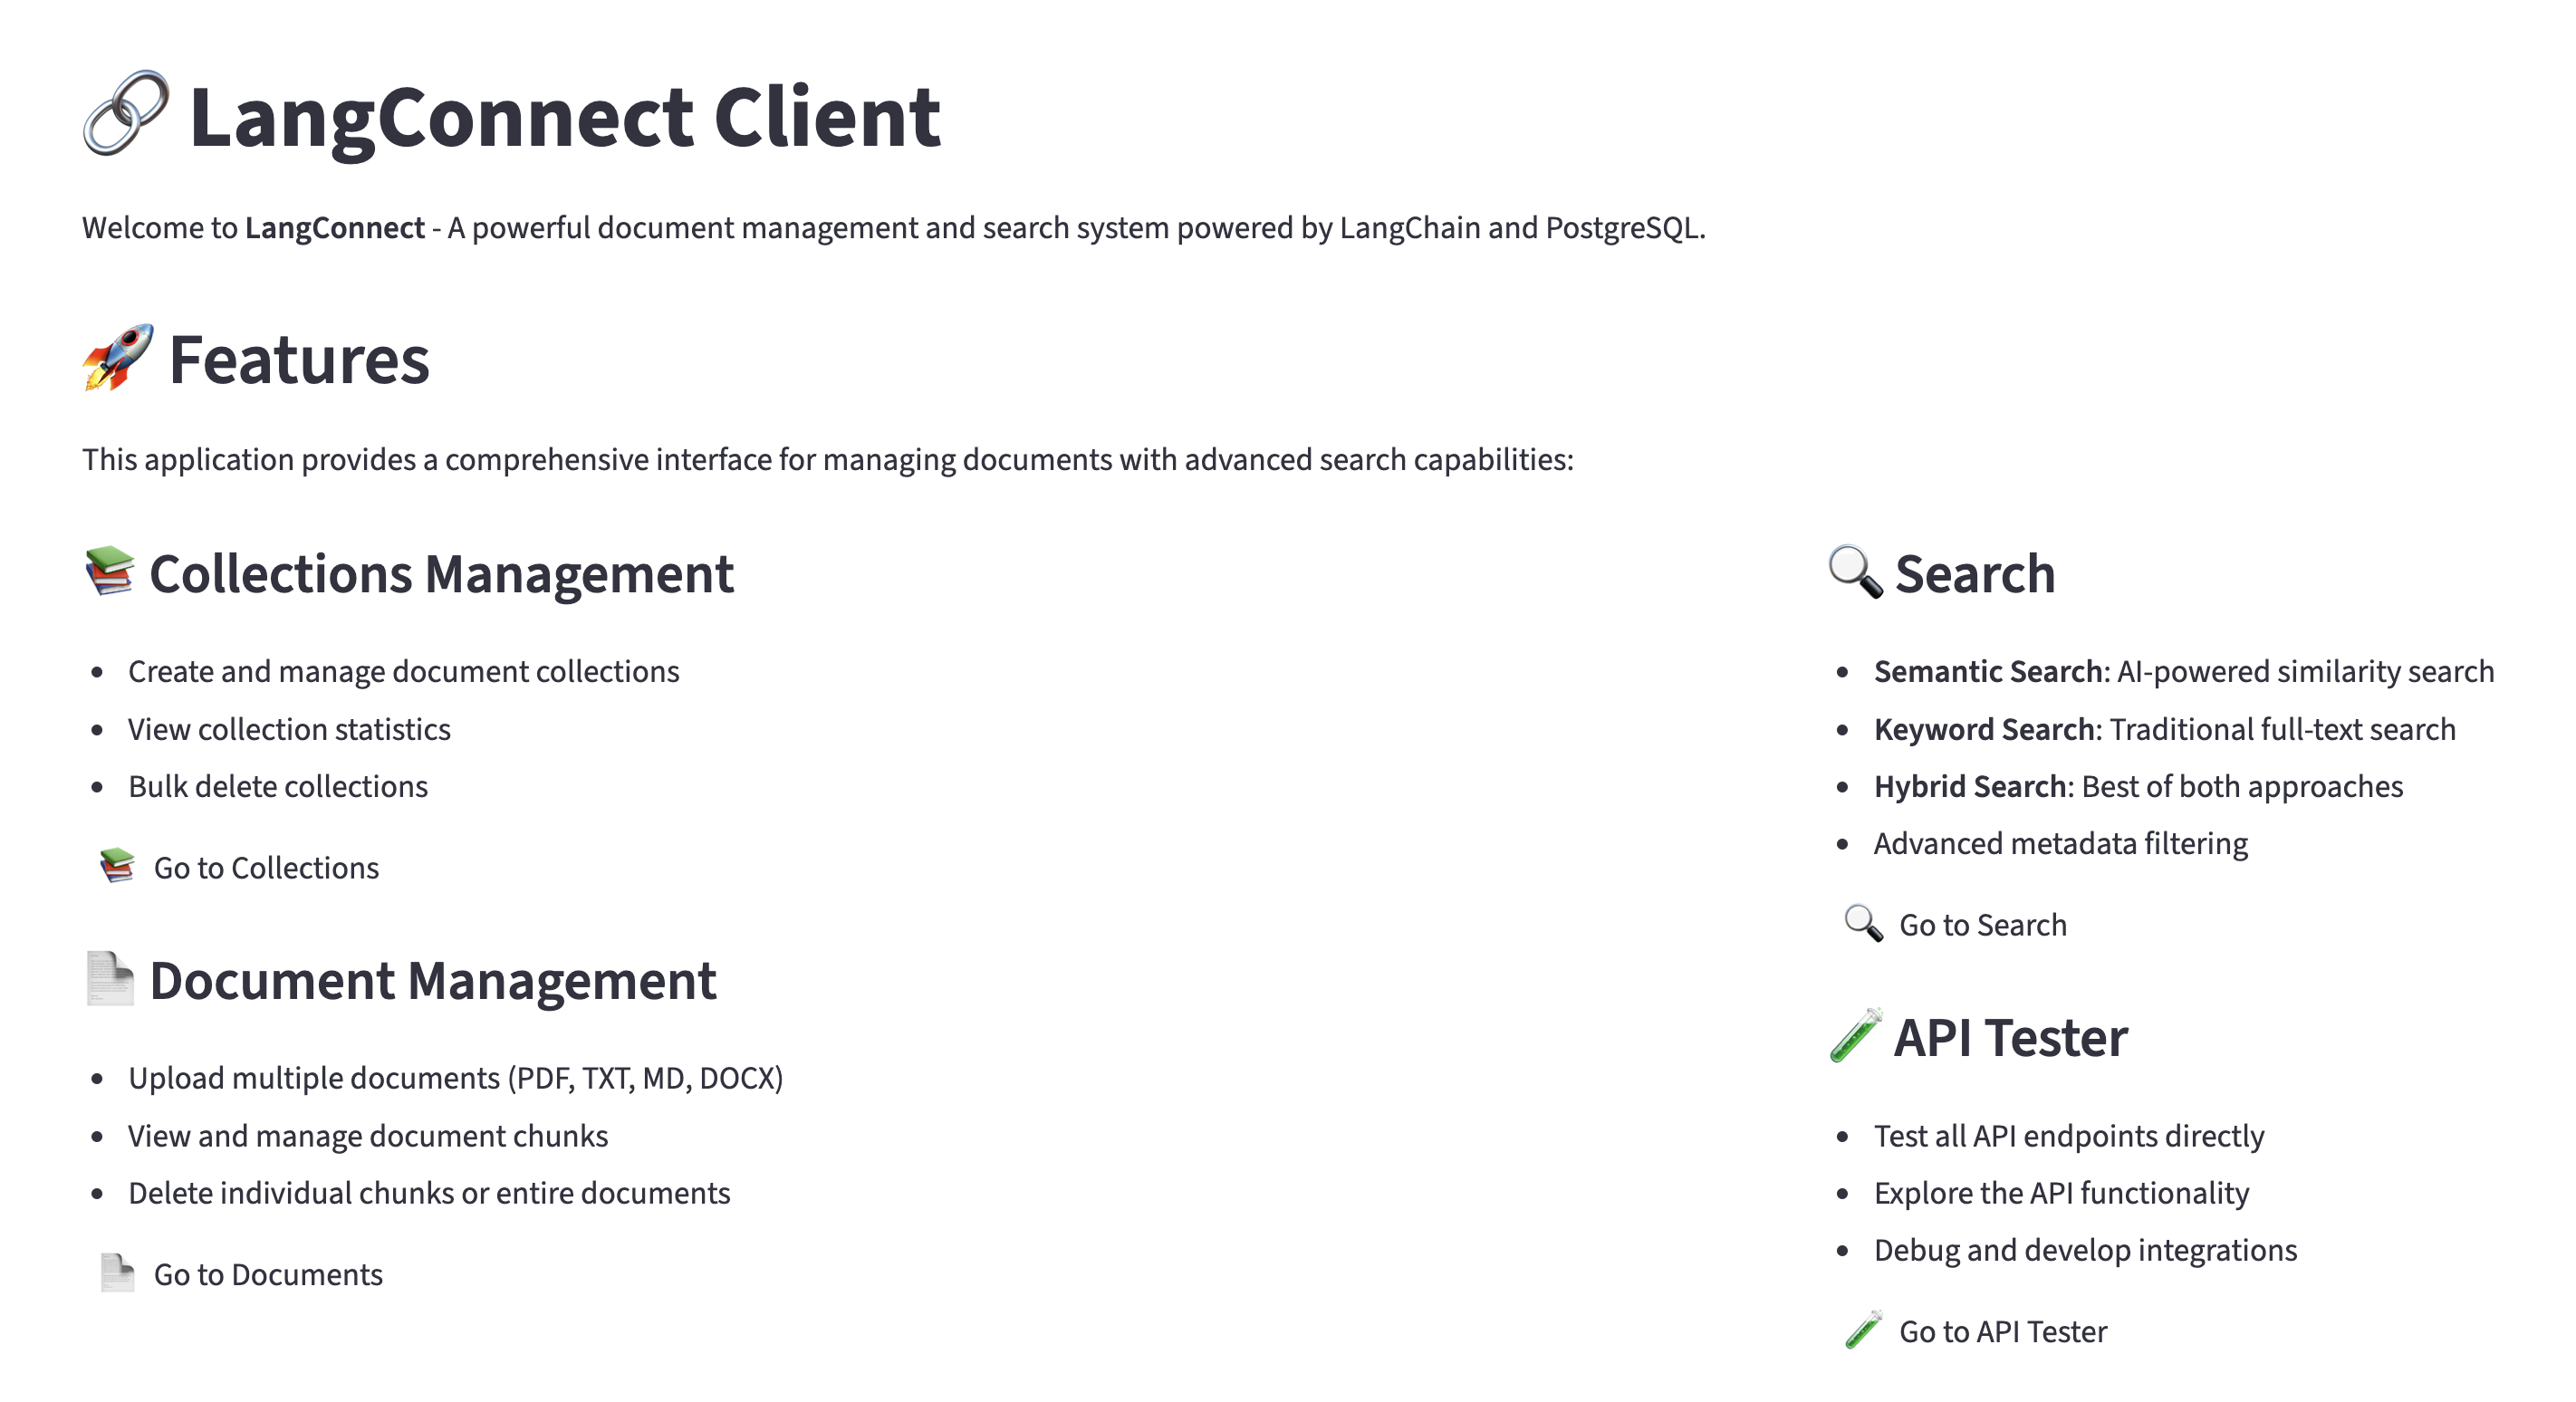 LangConnect Client
Welcome to LangConnect - A powerful document management and search system powered by LangChain and PostgreSQL.
Features
This application provides a comprehensive interface for managing documents with advanced search capabilities:
Collections Management
• Create and manage document collections
• View collection statistics
• Bulk delete collections
Go to Collections
Document Management
• Upload multiple documents (PDF, TXT, MD, DOCX)
• View and manage document chunks
• Delete individual chunks or entire documents
Go to Documents
Search
• Semantic Search: AI-powered similarity search
• Keyword Search: Traditional full-text search
• Hybrid Search: Best of both approaches
• Advanced metadata filtering
Go to Search
API Tester
• Test all API endpoints directly
• Explore the API functionality
• Debug and develop integrations
Go to API Tester